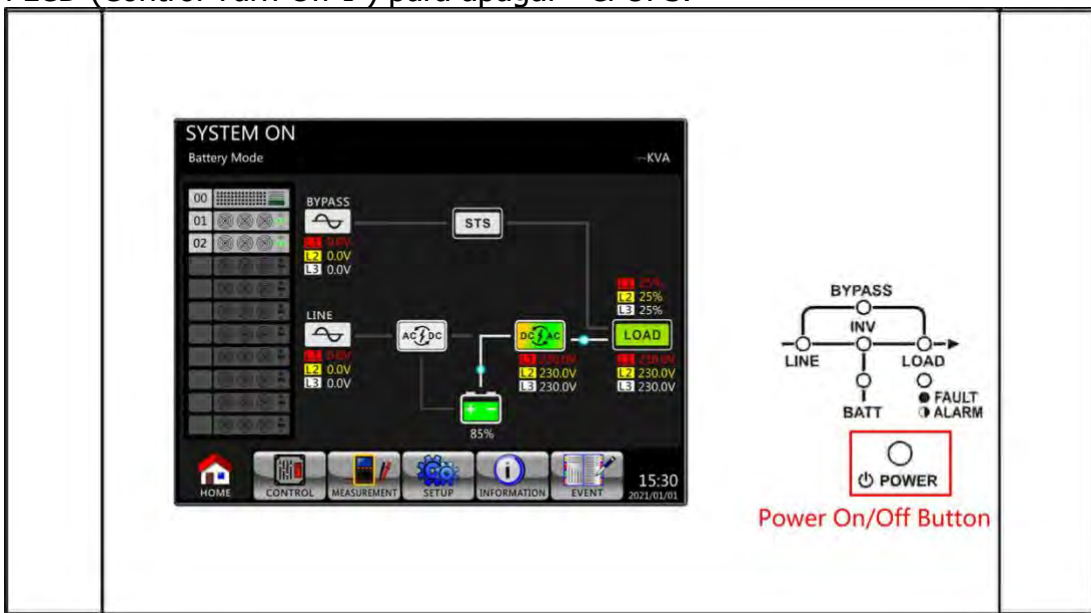 para apagar
SYSTEM ON
Battery Mode
--KVA
00
01
02
BYPASS
L1 0.0V
L2 0.0V
L3 0.0V
STS
L1 25%
L2 25%
L3 25%
LINE
AC DC
DC AC
LOAD
L1 0.0V
L2 0.0V
L3 0.0V
L1 230.0V
L2 230.0V
L3 230.0V
L1 230.0V
L2 230.0V
L3 230.0V
85%
HOME
CONTROL
MEASUREMENT
SETUP
INFORMATION
EVENT
15:30
2021/01/01
BYPASS
INV
LINE
LOAD
BATT
FAULT
ALARM
POWER
Power On/Off Button